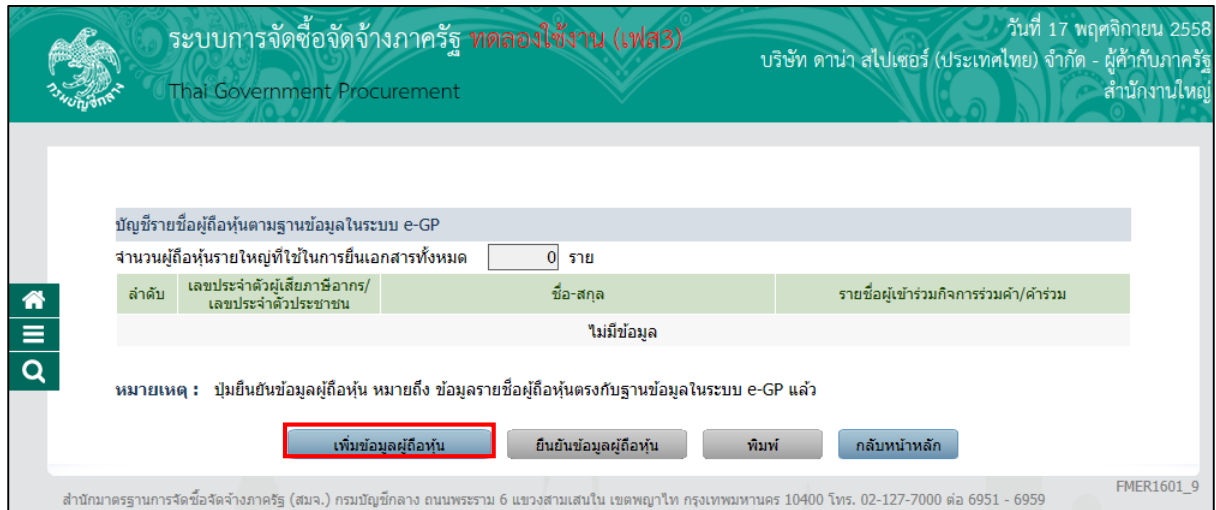 ระบบการจัดซื้อจัดจ้างภาครัฐ ทดลองใช้งาน (เฟส3)
Thai Government Procurement
กรมบัญชีกลาง
วันที่ 17 พฤศจิกายน 2558
บริษัท ดาน่า สไปเซอร์ (ประเทศไทย) จำกัด - ผู้ค้ากับภาครัฐ
สำนักงานใหญ่
บัญชีรายชื่อผู้ถือหุ้นตามฐานข้อมูลในระบบ e-GP
จำนวนผู้ถือหุ้นรายใหญ่ที่ใช้ในการยื่นเอกสารทั้งหมด 0 ราย
ลำดับ เลขประจำตัวผู้เสียภาษีอากร/ ชื่อ-สกุล รายชื่อผู้เข้าร่วมกิจการร่วมค้า/ค้าร่วม
เลขประจำตัวประชาชน
ไม่มีข้อมูล
หมายเหตุ : ปุ่มยืนยันข้อมูลผู้ถือหุ้น หมายถึง ข้อมูลรายชื่อผู้ถือหุ้นตรงกับฐานข้อมูลในระบบ e-GP แล้ว
เพิ่มข้อมูลผู้ถือหุ้น ยืนยันข้อมูลผู้ถือหุ้น พิมพ์ กลับหน้าหลัก
FMER1601_9
สำนักมาตรฐานการจัดซื้อจัดจ้างภาครัฐ (สมจ.) กรมบัญชีกลาง ถนนพระราม 6 แขวงสามเสนใน เขตพญาไท กรุงเทพมหานคร 10400 โทร. 02-127-7000 ต่อ 6951 - 6959